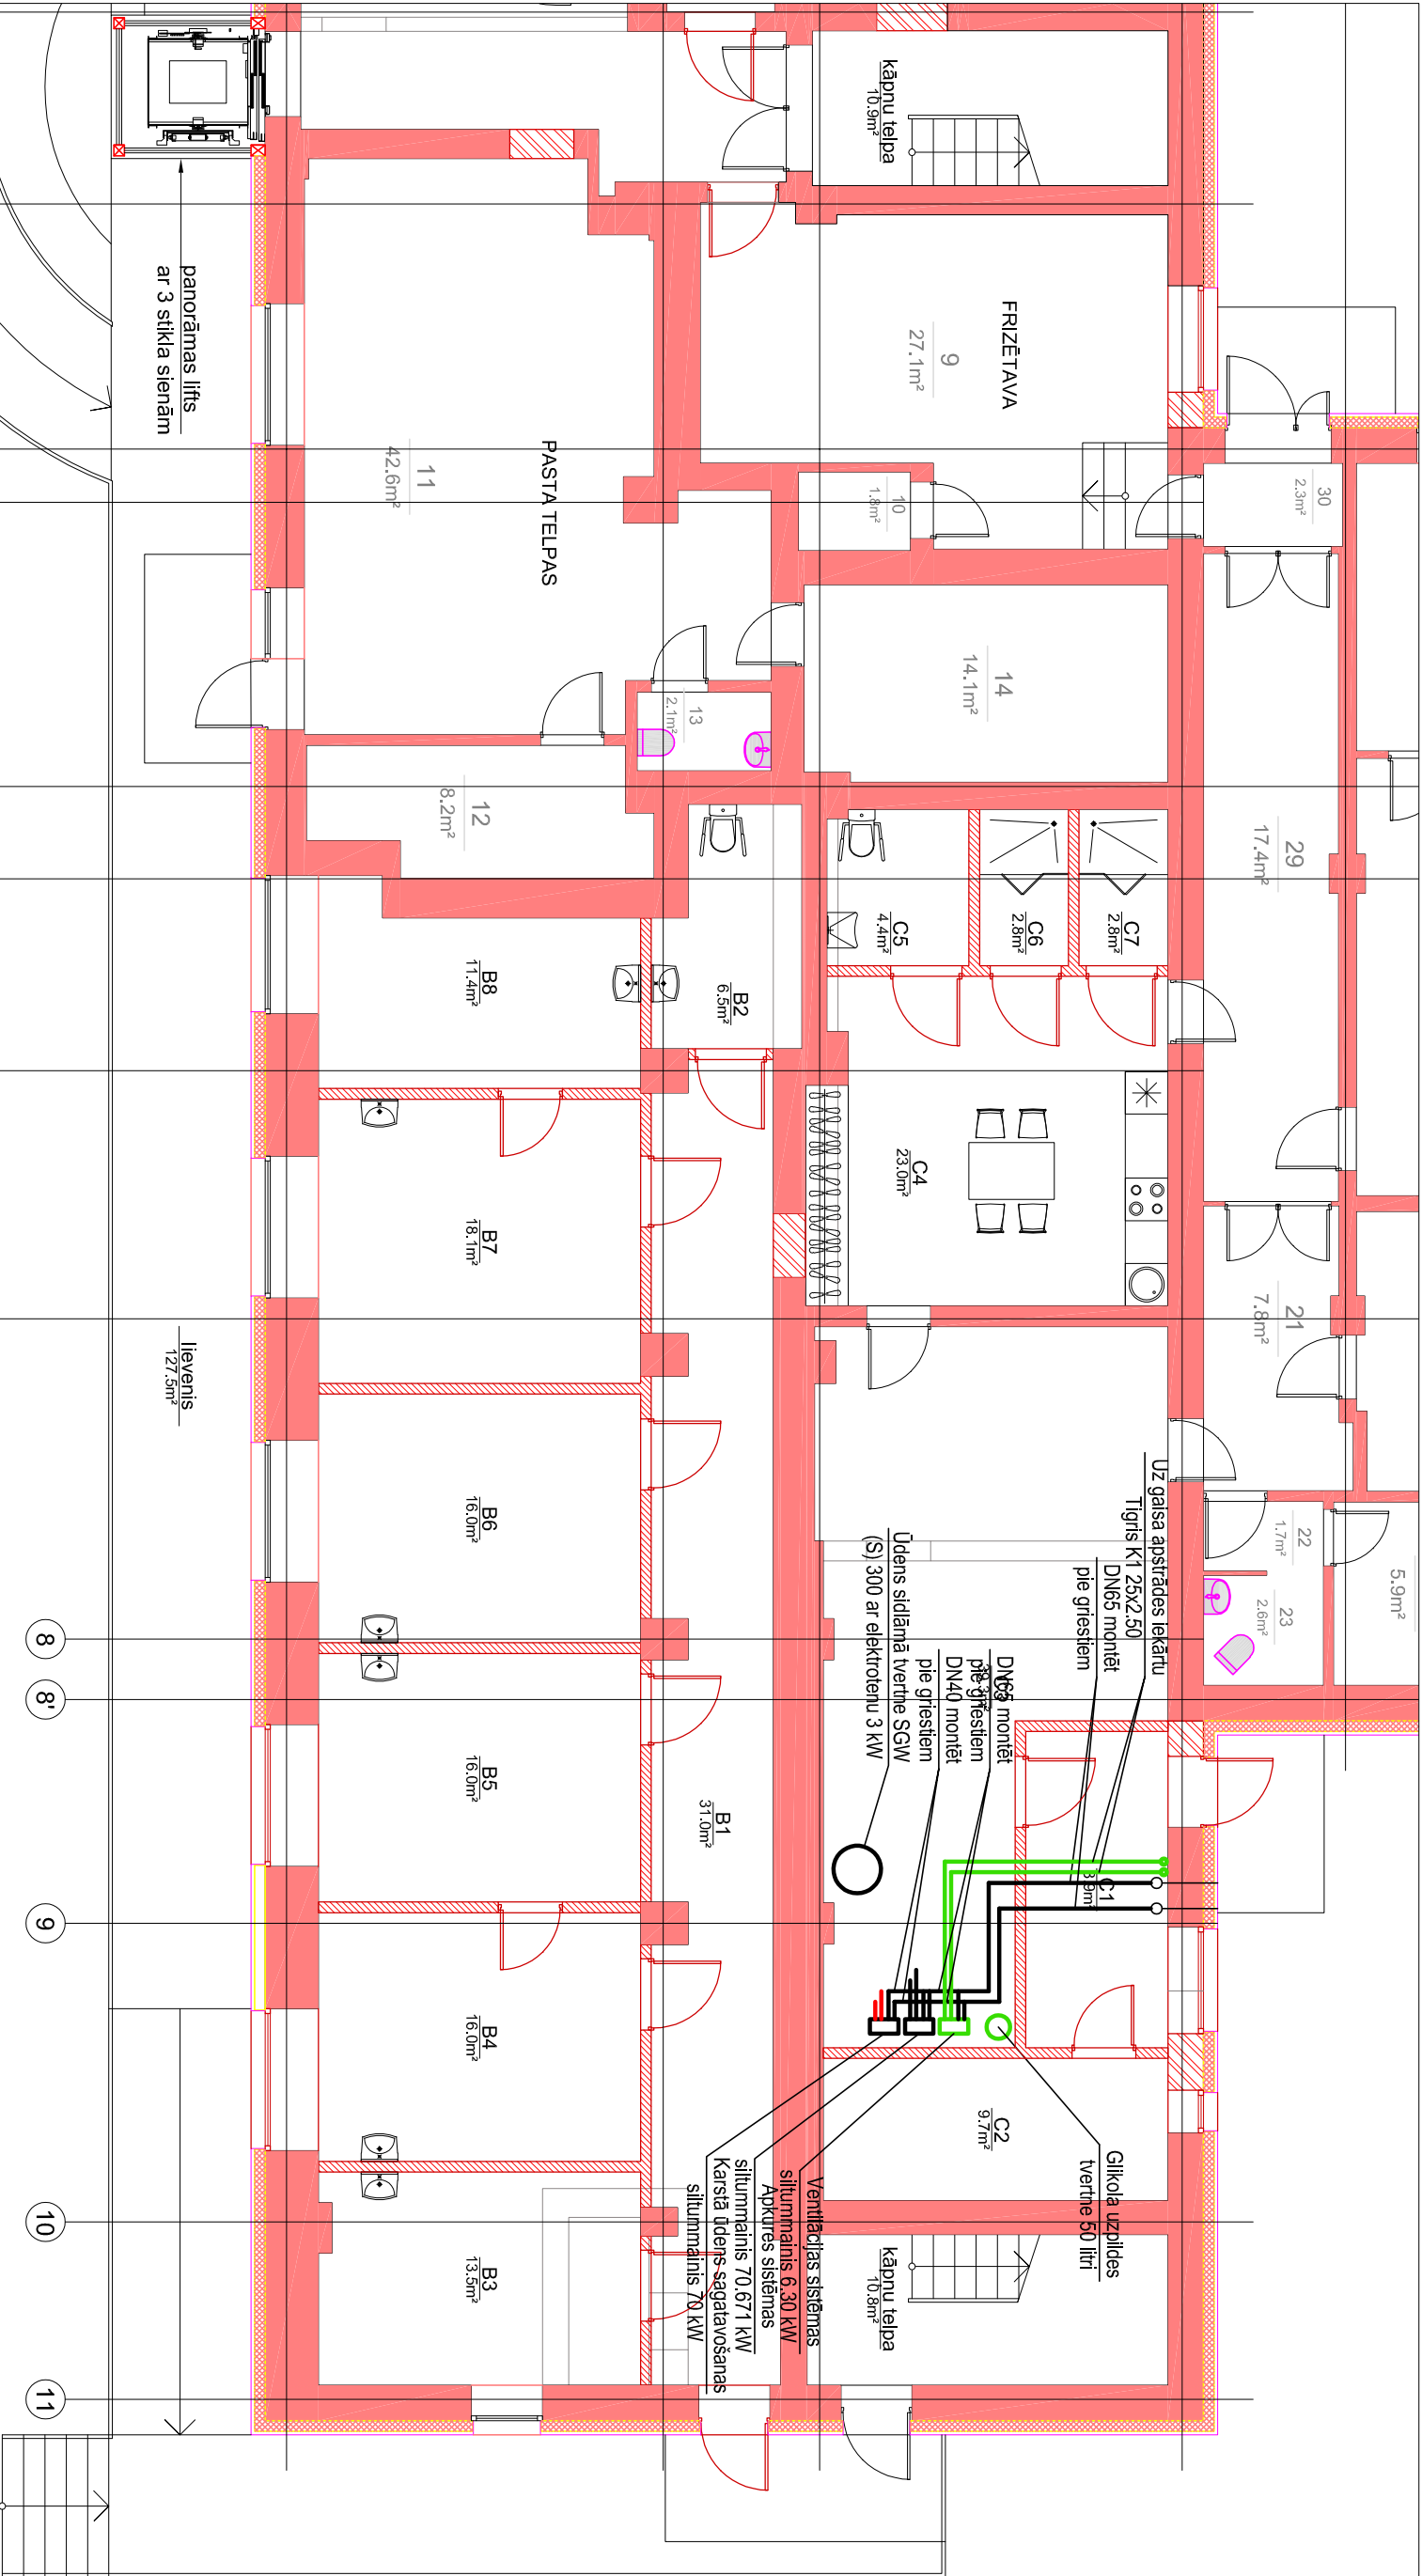 kāpnu telpa
10.9m²
panorāmas lifts
ar 3 stikla sienām
FRIZĒTAVA
9
27.1m²
30
2.3m²
PASTA TELPAS
11
42.6m²
10
1.8m²
14
14.1m²
13
2.1m²
12
8.2m²
29
17.4m²
C7
2.8m²
C6
2.8m²
C5
4.4m²
B2
6.5m²
B8
11.4m²
C4
23.0m²
B7
18.1m²
21
7.8m²
lievenis
127.5m²
B6
16.0m²
22
1.7m²
23
2.6m²
5.9m²
Uz gaisa apstrādes iekārtu
Tigris K1 25x2.50
DN65 montēt
pie griestiem
DN65 montēt
pie griestiem
DN40 montēt
pie griestiem
Ūdens sidlāmā tvertne SGW
(S) 300 ar elektrotenu 3 kW
8
8'
B5
16.0m²
B1
31.0m²
C1
9
B4
16.0m²
C2
9.7m²
Glikola uzpildes
tvertne 50 litri
Ventilācijas sistēmas
siltummainis 6.30 kW
Apkures sistēmas
siltummainis 70.671 kW
Karstā ūdens sagatavošanas
siltummainis 70 kW
kāpnu telpa
10.8m²
10
B3
13.5m²
11